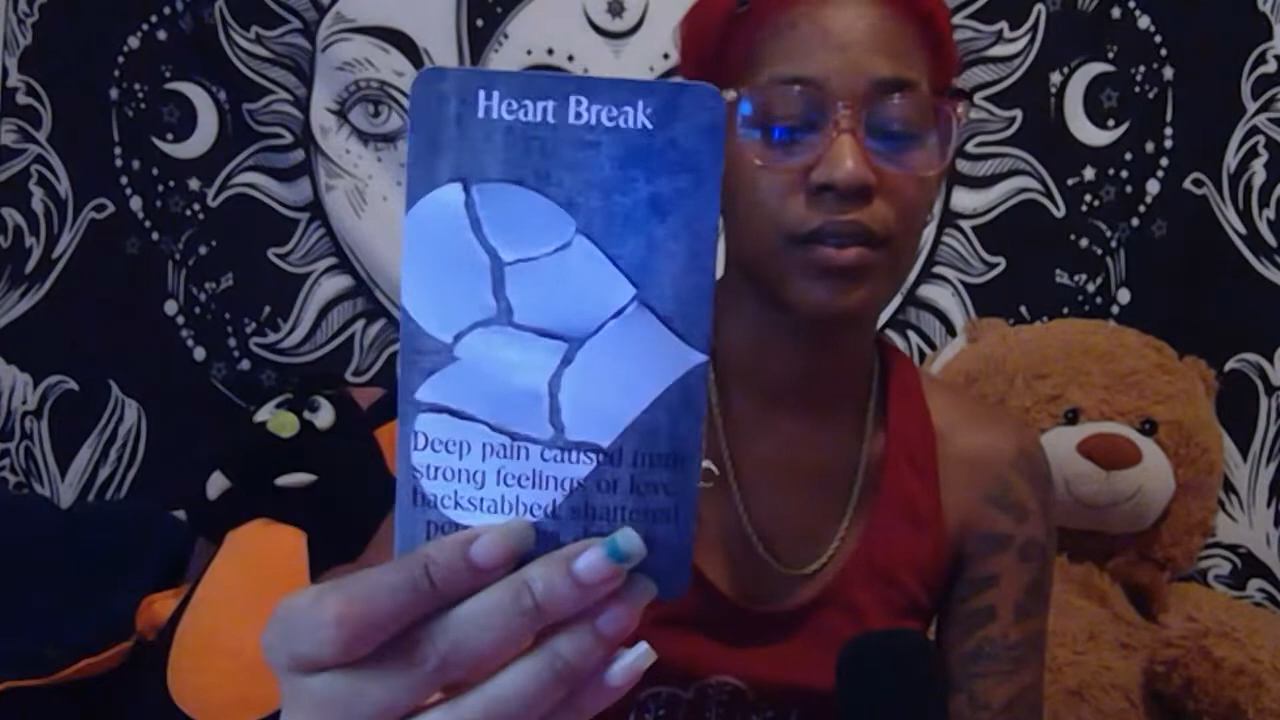 Heart Break
Deep pain caused from
strong feelings or love,
backstabbed, shattered